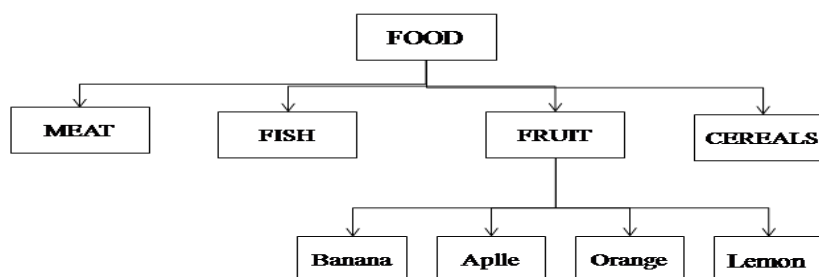 FOOD
MEAT
FISH
FRUIT
CEREALS
Banana
Aplle
Orange
Lemon